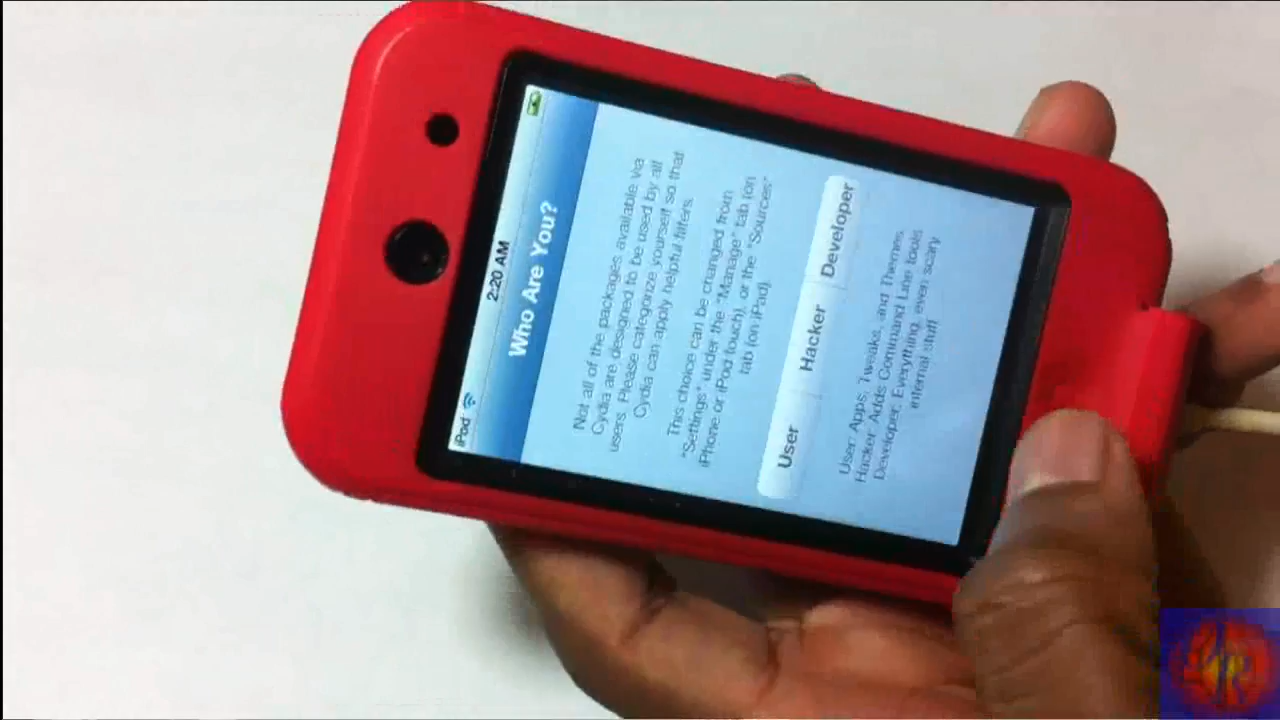 iPod 2:20 AM
Who Are You?
Not all of the packages available via
Cydia are designed to be used by all
users. Please categorize yourself so that
Cydia can apply helpful filters.
This choice can be changed from
"Settings" under the "Manage" tab (on
iPhone or iPod touch), or the "Sources"
tab (on iPad).
User Hacker Developer
User: Apps, Tweaks, and Themes
Hacker: Adds Command Line tools
Developer: Everything, even scary
internal stuff